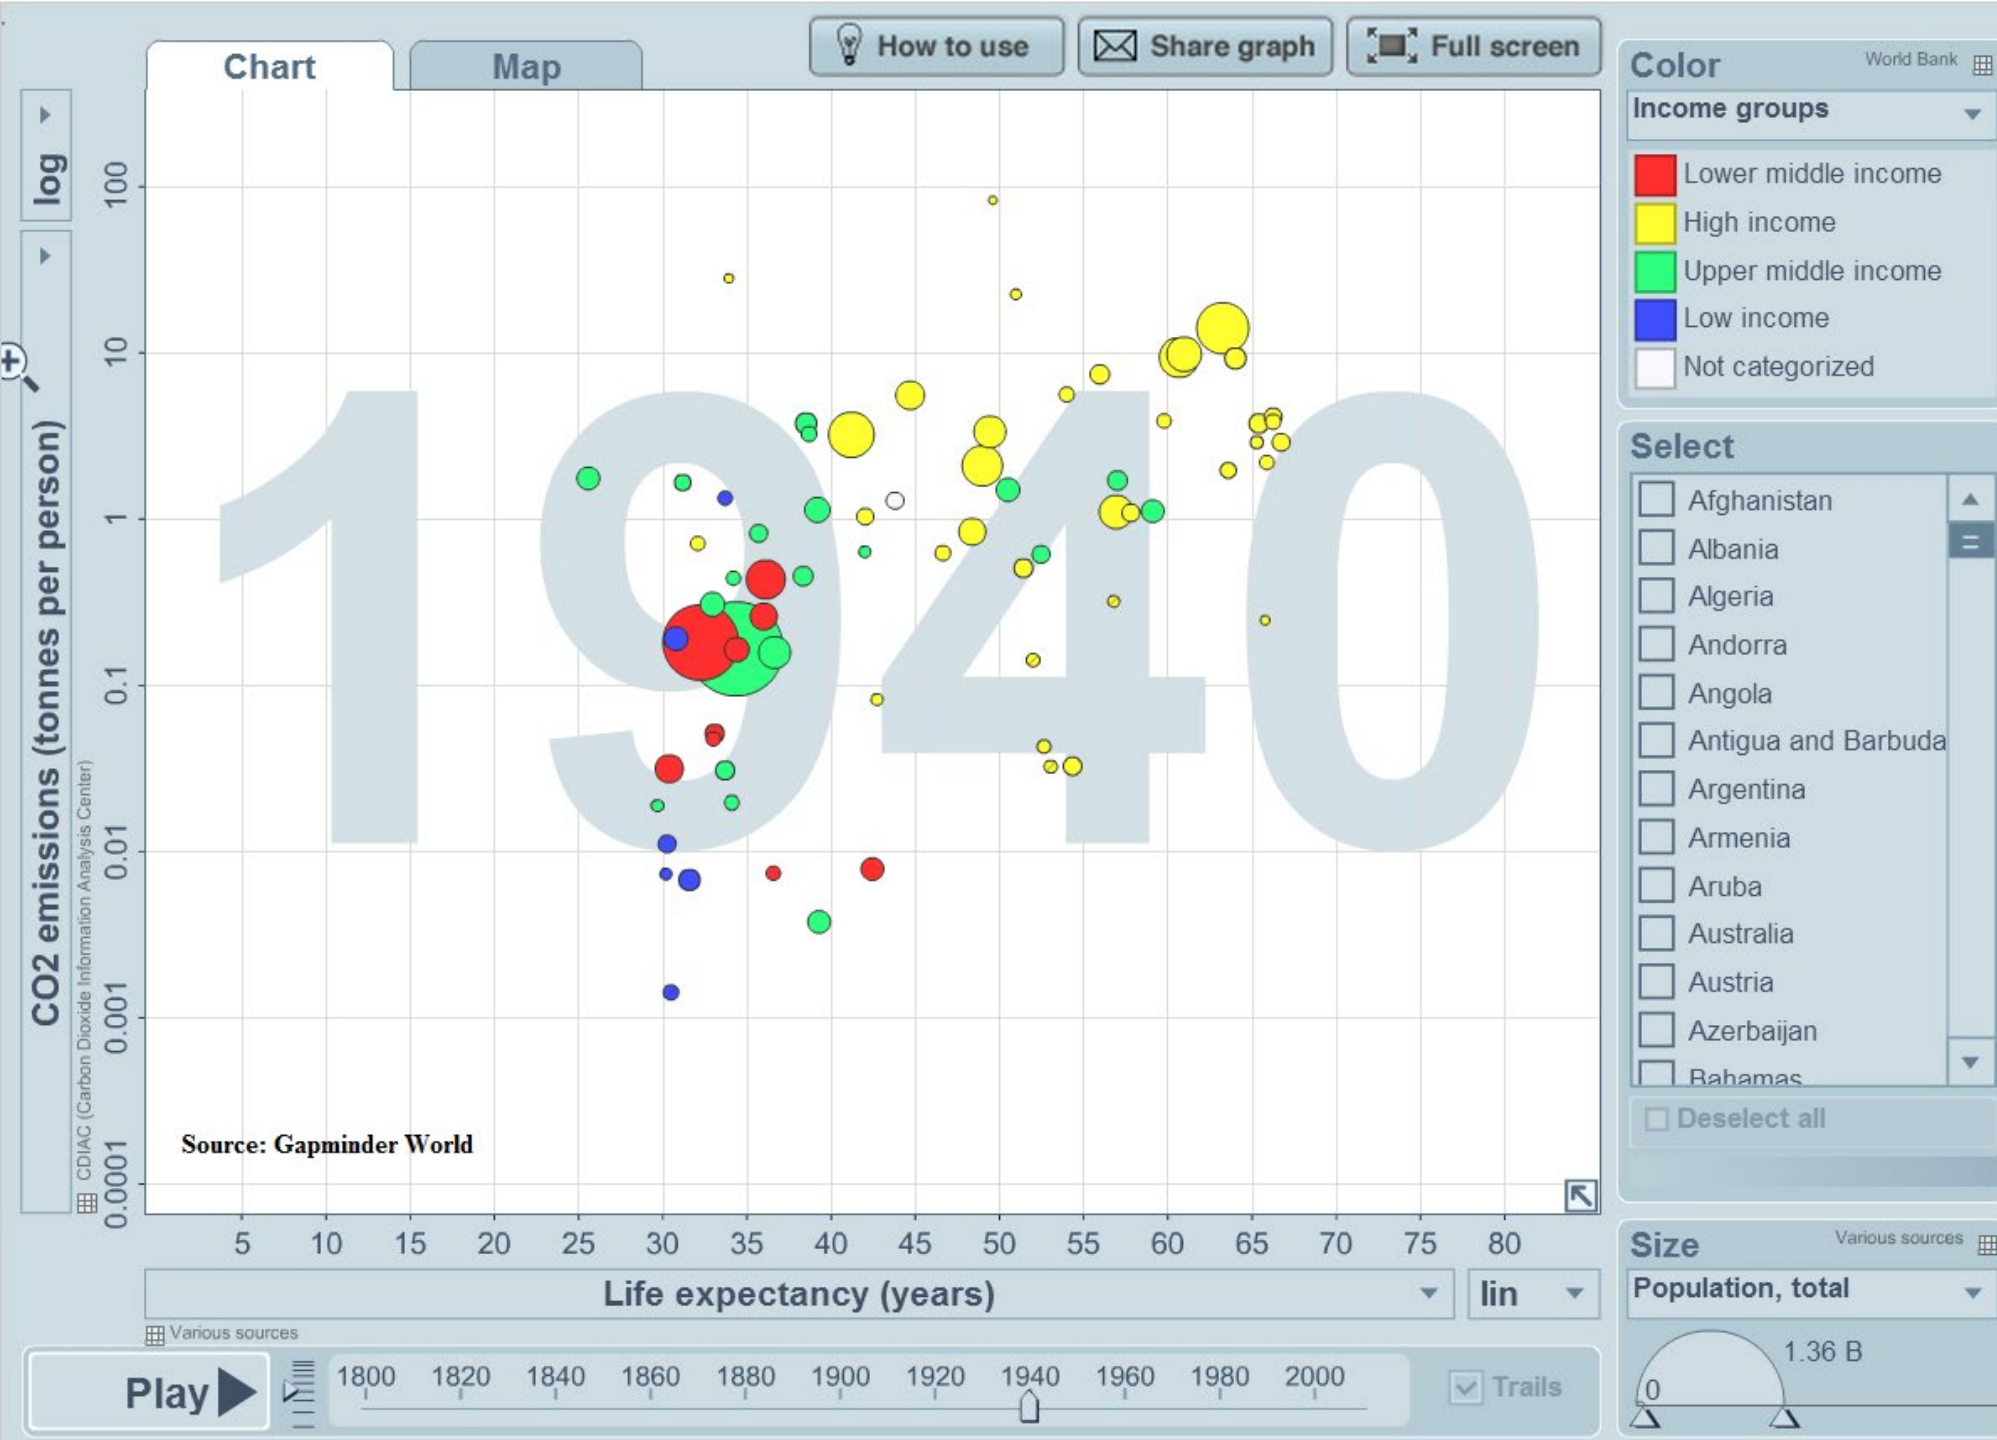 How to use
Share graph
Full screen
Chart
Map
log
CO2 emissions (tonnes per person)
CDIAC (Carbon Dioxide Information Analysis Center)
100
10
1
0.1
0.01
0.001
0.0001
1940
Source: Gapminder World
5 10 15 20 25 30 35 40 45 50 55 60 65 70 75 80
Life expectancy (years)
lin
Various sources
Play
1800 1820 1840 1860 1880 1900 1920 1940 1960 1980 2000
Trails
Color
World Bank
Income groups
Lower middle income
High income
Upper middle income
Low income
Not categorized
Select
Afghanistan
Albania
Algeria
Andorra
Angola
Antigua and Barbuda
Argentina
Armenia
Aruba
Australia
Austria
Azerbaijan
Bahamas
Deselect all
Size
Various sources
Population, total
1.36 B
0